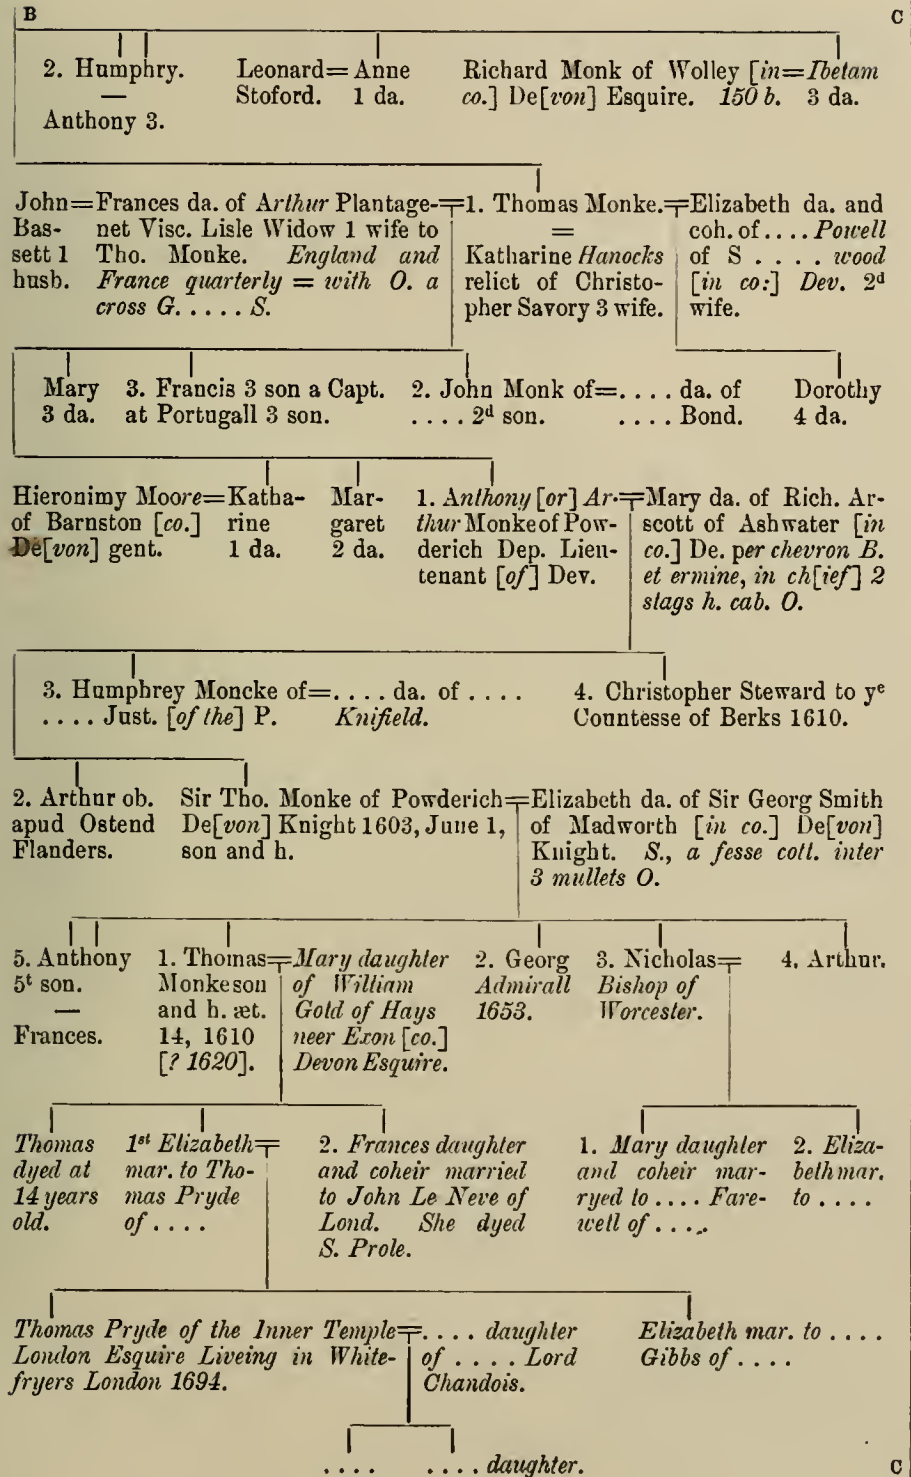 B C
2. Humphry.
—
Anthony 3.
Leonard= Anne
Stoford. 1 da.
Richard Monk of Wolley [in=Ibetam
co.] De[von] Esquire. 150 b. 3 da.
John=Frances da. of Arthur Plantage-
Bas- net Visc. Lisle Widow 1 wife to
sett 1 Tho. Monke. England and
husb. France quarterly = with O. a
cross G. . . . . S.
1. Thomas Monke.
=
Katharine Hanocks
relict of Christo-
pher Savory 3 wife.
Elizabeth da. and
coh. of . . . . Powell
of S . . . . wood
[in co:] Dev. 2d
wife.
Mary
3 da.
3. Francis 3 son a Capt.
at Portugall 3 son.
2. John Monk of=. . . . da. of
. . . . 2d son. . . . . Bond.
Dorothy
4 da.
Hieronimy Moore=Katha-
of Barnston [co.] rine
De[von] gent. 1 da.
Mar-
garet
2 da.
1. Anthony [or] Ar-
thur Monke of Pow-
derich Dep. Lieu-
tenant [of] Dev.
Mary da. of Rich. Ar-
scott of Ashwater [in
co.] De. per chevron B.
et ermine, in ch[ief] 2
stags h. cab. O.
3. Humphrey Moncke of=. . . . da. of . . . .
. . . . Just. [of the] P. Knifield.
4. Christopher Steward to ye
Countesse of Berks 1610.
2. Arthur ob.
apud Ostend
Flanders.
Sir Tho. Monke of Powderich
De[von] Knight 1603, June 1,
son and h.
Elizabeth da. of Sir Georg Smith
of Madworth [in co.] De[von]
Knight. S., a fesse cott. inter
3 mullets O.
5. Anthony
5t son.
—
Frances.
1. Thomas
Monke son
and h. æt.
14, 1610
[? 1620].
Mary daughter
of William
Gold of Hays
neer Exon [co.]
Devon Esquire.
2. Georg
Admirall
1653.
3. Nicholas
Bishop of
Worcester.
4. Arthur.
Thomas
dyed at
14 years
old.
1st Elizabeth
mar. to Tho-
mas Pryde
of . . . .
2. Frances daughter
and coheir married
to John Le Neve of
Lond. She dyed
S. Prole.
1. Mary daughter
and coheir mar-
ryed to . . . . Fare-
well of . . . .
2. Eliza-
beth mar.
to . . . .
Thomas Pryde of the Inner Temple
London Esquire Liveing in White-
fryers London 1694.
. . . . daughter
of . . . . Lord
Chandois.
Elizabeth mar. to . . . .
Gibbs of . . . .
. . . . . . . . daughter.
C